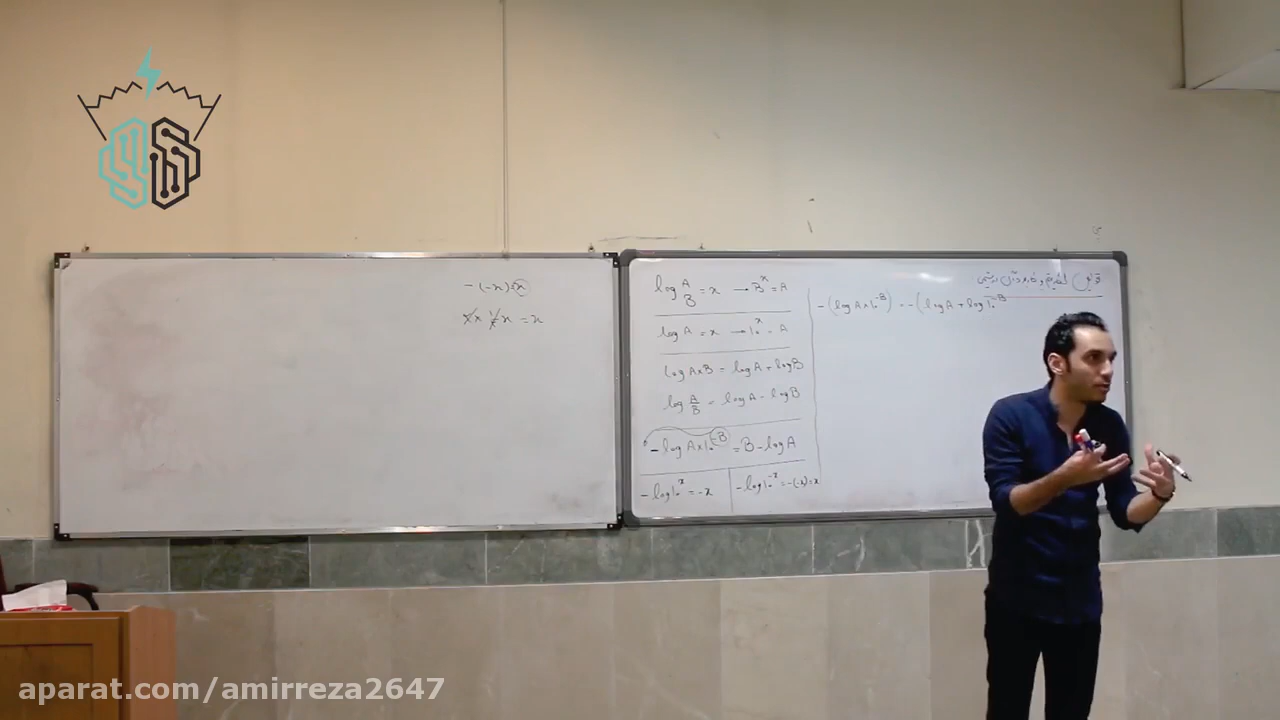 -(-x)=x
log A/B = x → B^x = A
log A = x → 10^x = A
log A×B = log A + log B
log A/B = log A - log B
-log A×10^-B = B - log A
-log 10^x = -x
-log 10^-x = -(-x) = x
-(log A×10^-B) = -(log A + log 10^-B
aparat.com/amirreza2647